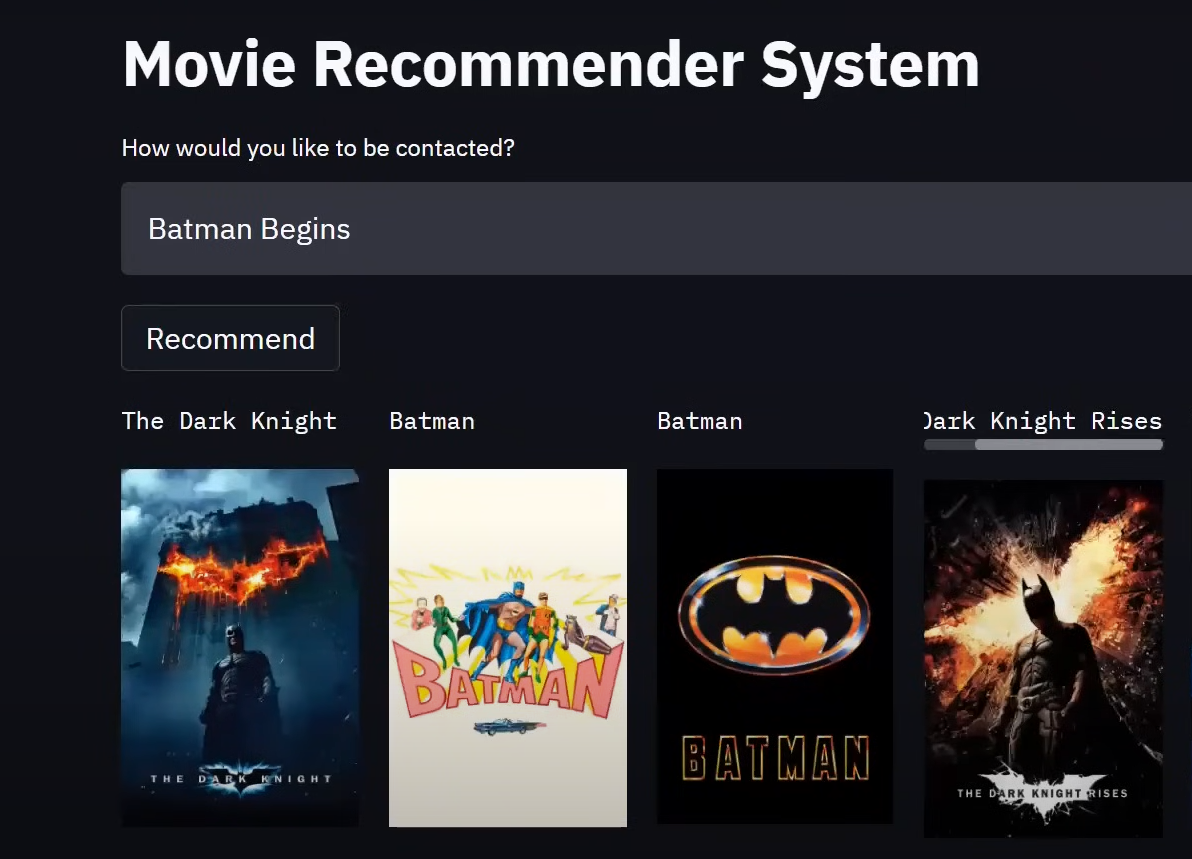 Movie Recommender System
How would you like to be contacted?
Batman Begins
Recommend
The Dark Knight
Batman
Batman
Dark Knight Rises
THE DARK KNIGHT
BATMAN
BATMAN
THE DARK KNIGHT RISES